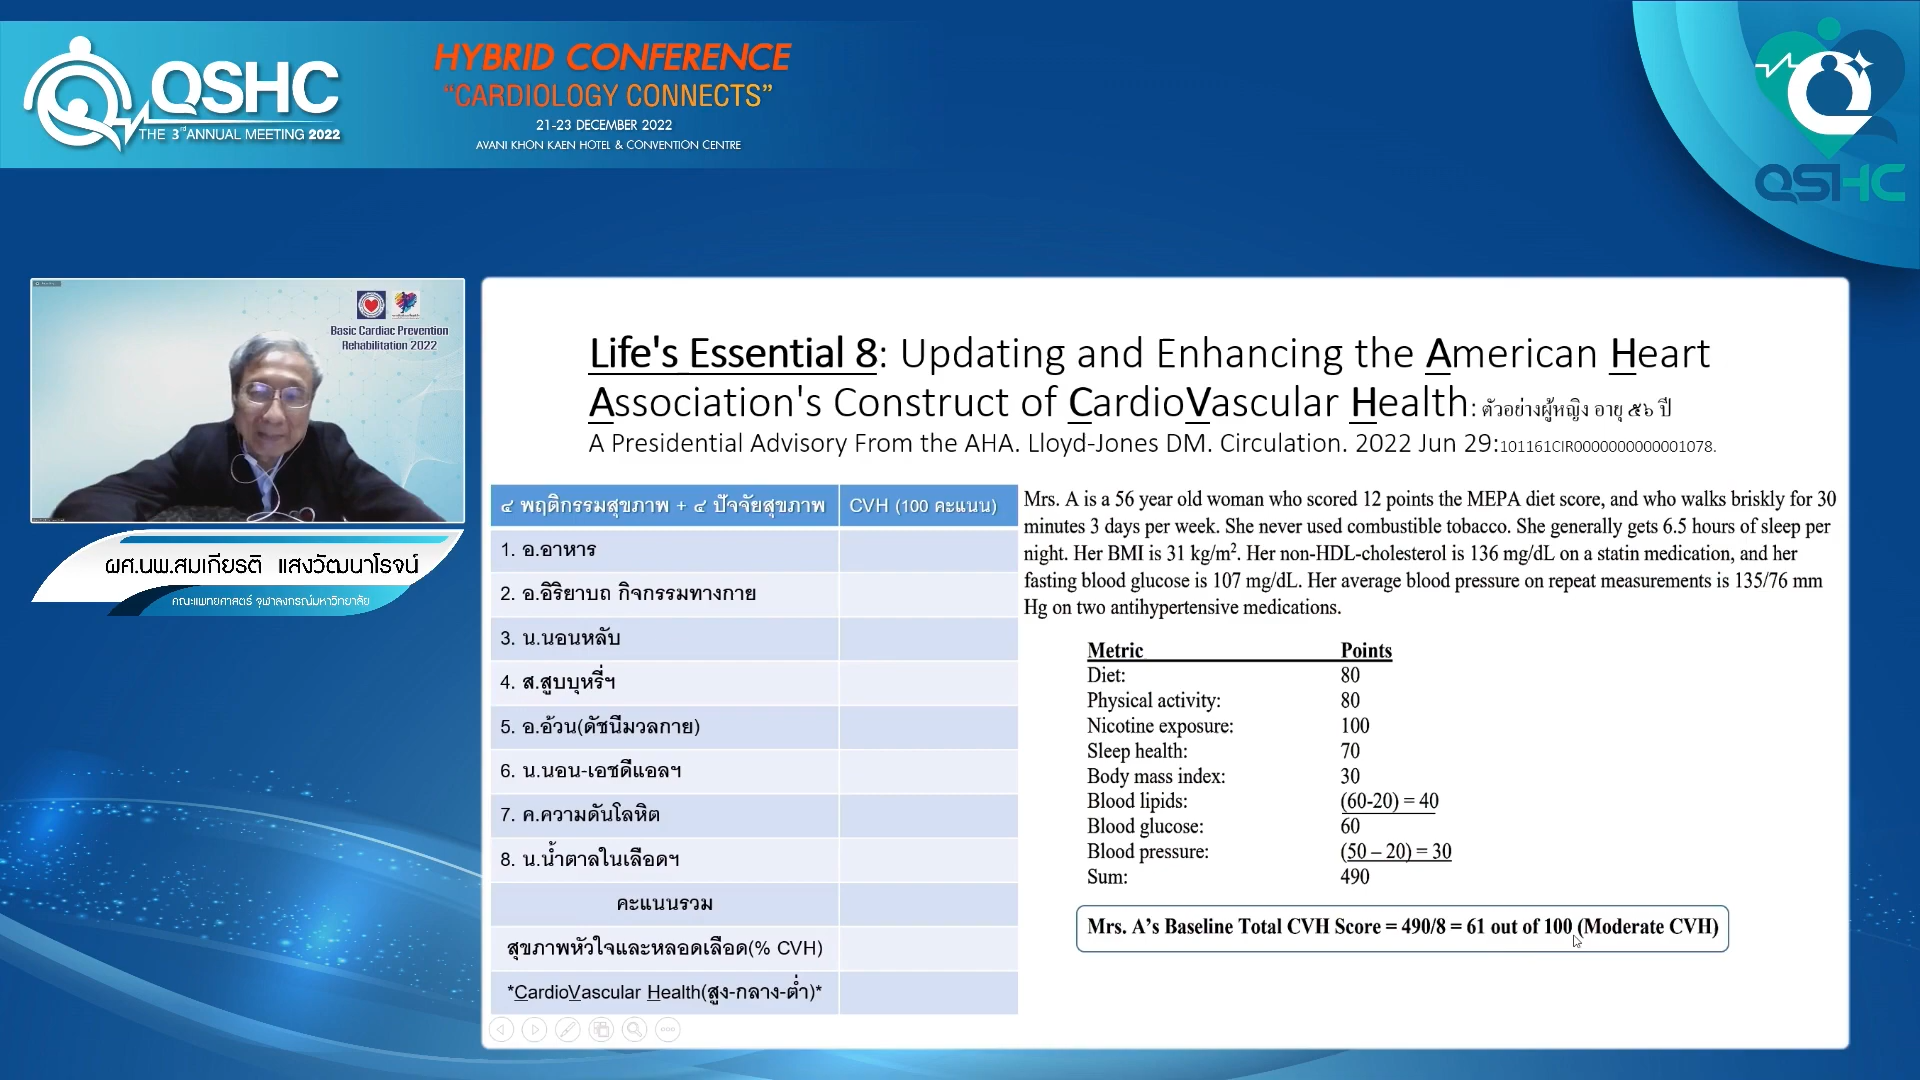 QSHC
THE 3rd ANNUAL MEETING 2022
HYBRID CONFERENCE
“CARDIOLOGY CONNECTS”
21-23 DECEMBER 2022
AVANI KHON KAEN HOTEL & CONVENTION CENTRE
QSHC
Basic Cardiac Prevention
Rehabilitation 2022
ผศ.นพ.สมเกียรติ แสงวัฒนาโรจน์
คณะแพทยศาสตร์ จุฬาลงกรณ์มหาวิทยาลัย
Life's Essential 8: Updating and Enhancing the American Heart
Association's Construct of CardioVascular Health: ตัวอย่างผู้หญิง อายุ ๕๖ ปี
A Presidential Advisory From the AHA. Lloyd-Jones DM. Circulation. 2022 Jun 29:101161CIR0000000000001078.
๔ พฤติกรรมสุขภาพ + ๔ ปัจจัยสุขภาพ CVH (100 คะแนน)
1. อ.อาหาร
2. อ.อิริยาบถ กิจกรรมทางกาย
3. น.นอนหลับ
4. ส.สูบบุหรี่ฯ
5. อ.อ้วน(ดัชนีมวลกาย)
6. น.นอน-เอชดีแอลฯ
7. ค.ความดันโลหิต
8. น.น้ำตาลในเลือดฯ
คะแนนรวม
สุขภาพหัวใจและหลอดเลือด(% CVH)
*CardioVascular Health(สูง-กลาง-ต่ำ)*
Mrs. A is a 56 year old woman who scored 12 points the MEPA diet score, and who walks briskly for 30
minutes 3 days per week. She never used combustible tobacco. She generally gets 6.5 hours of sleep per
night. Her BMI is 31 kg/m². Her non-HDL-cholesterol is 136 mg/dL on a statin medication, and her
fasting blood glucose is 107 mg/dL. Her average blood pressure on repeat measurements is 135/76 mm
Hg on two antihypertensive medications.
Metric Points
Diet: 80
Physical activity: 80
Nicotine exposure: 100
Sleep health: 70
Body mass index: 30
Blood lipids: (60-20) = 40
Blood glucose: 60
Blood pressure: (50 – 20) = 30
Sum: 490
Mrs. A’s Baseline Total CVH Score = 490/8 = 61 out of 100 (Moderate CVH)